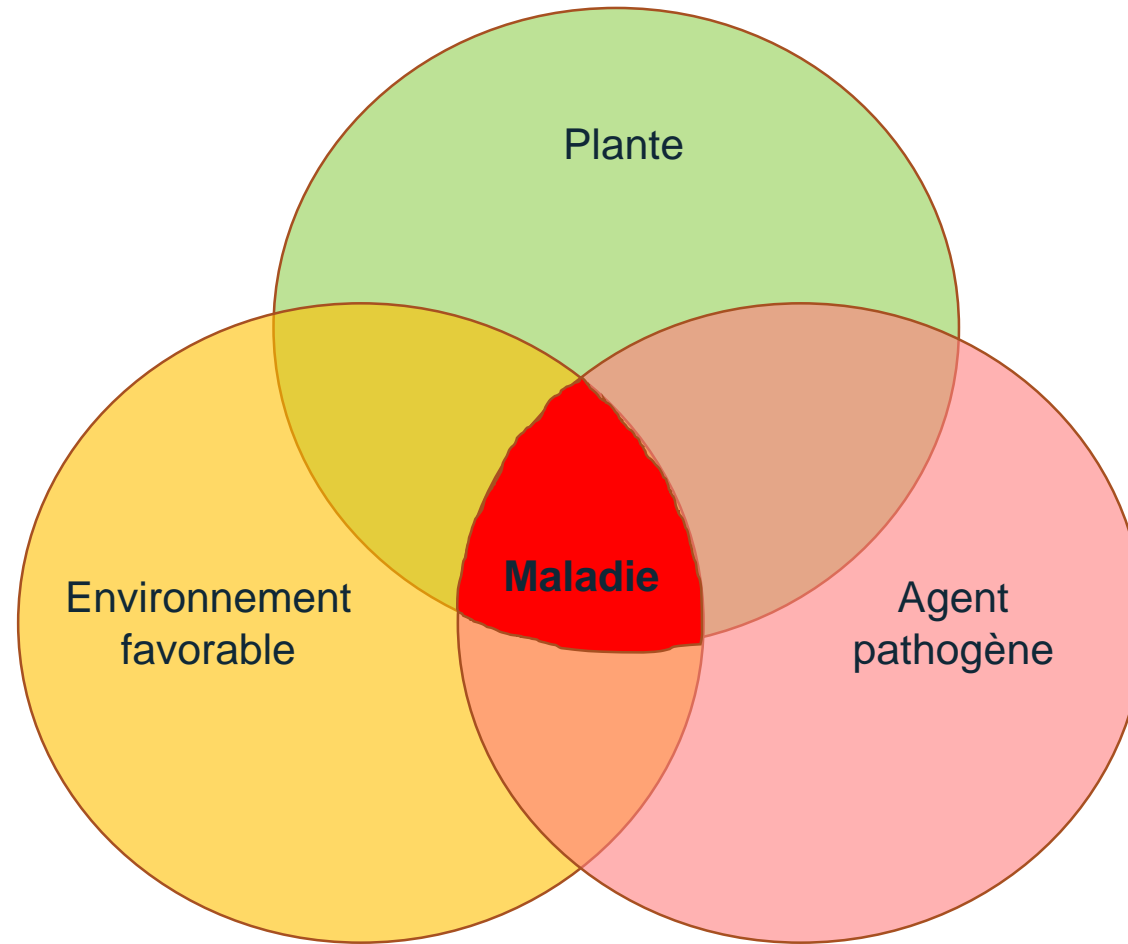 Plante
Maladie
Environnement
favorable
Agent
pathogène